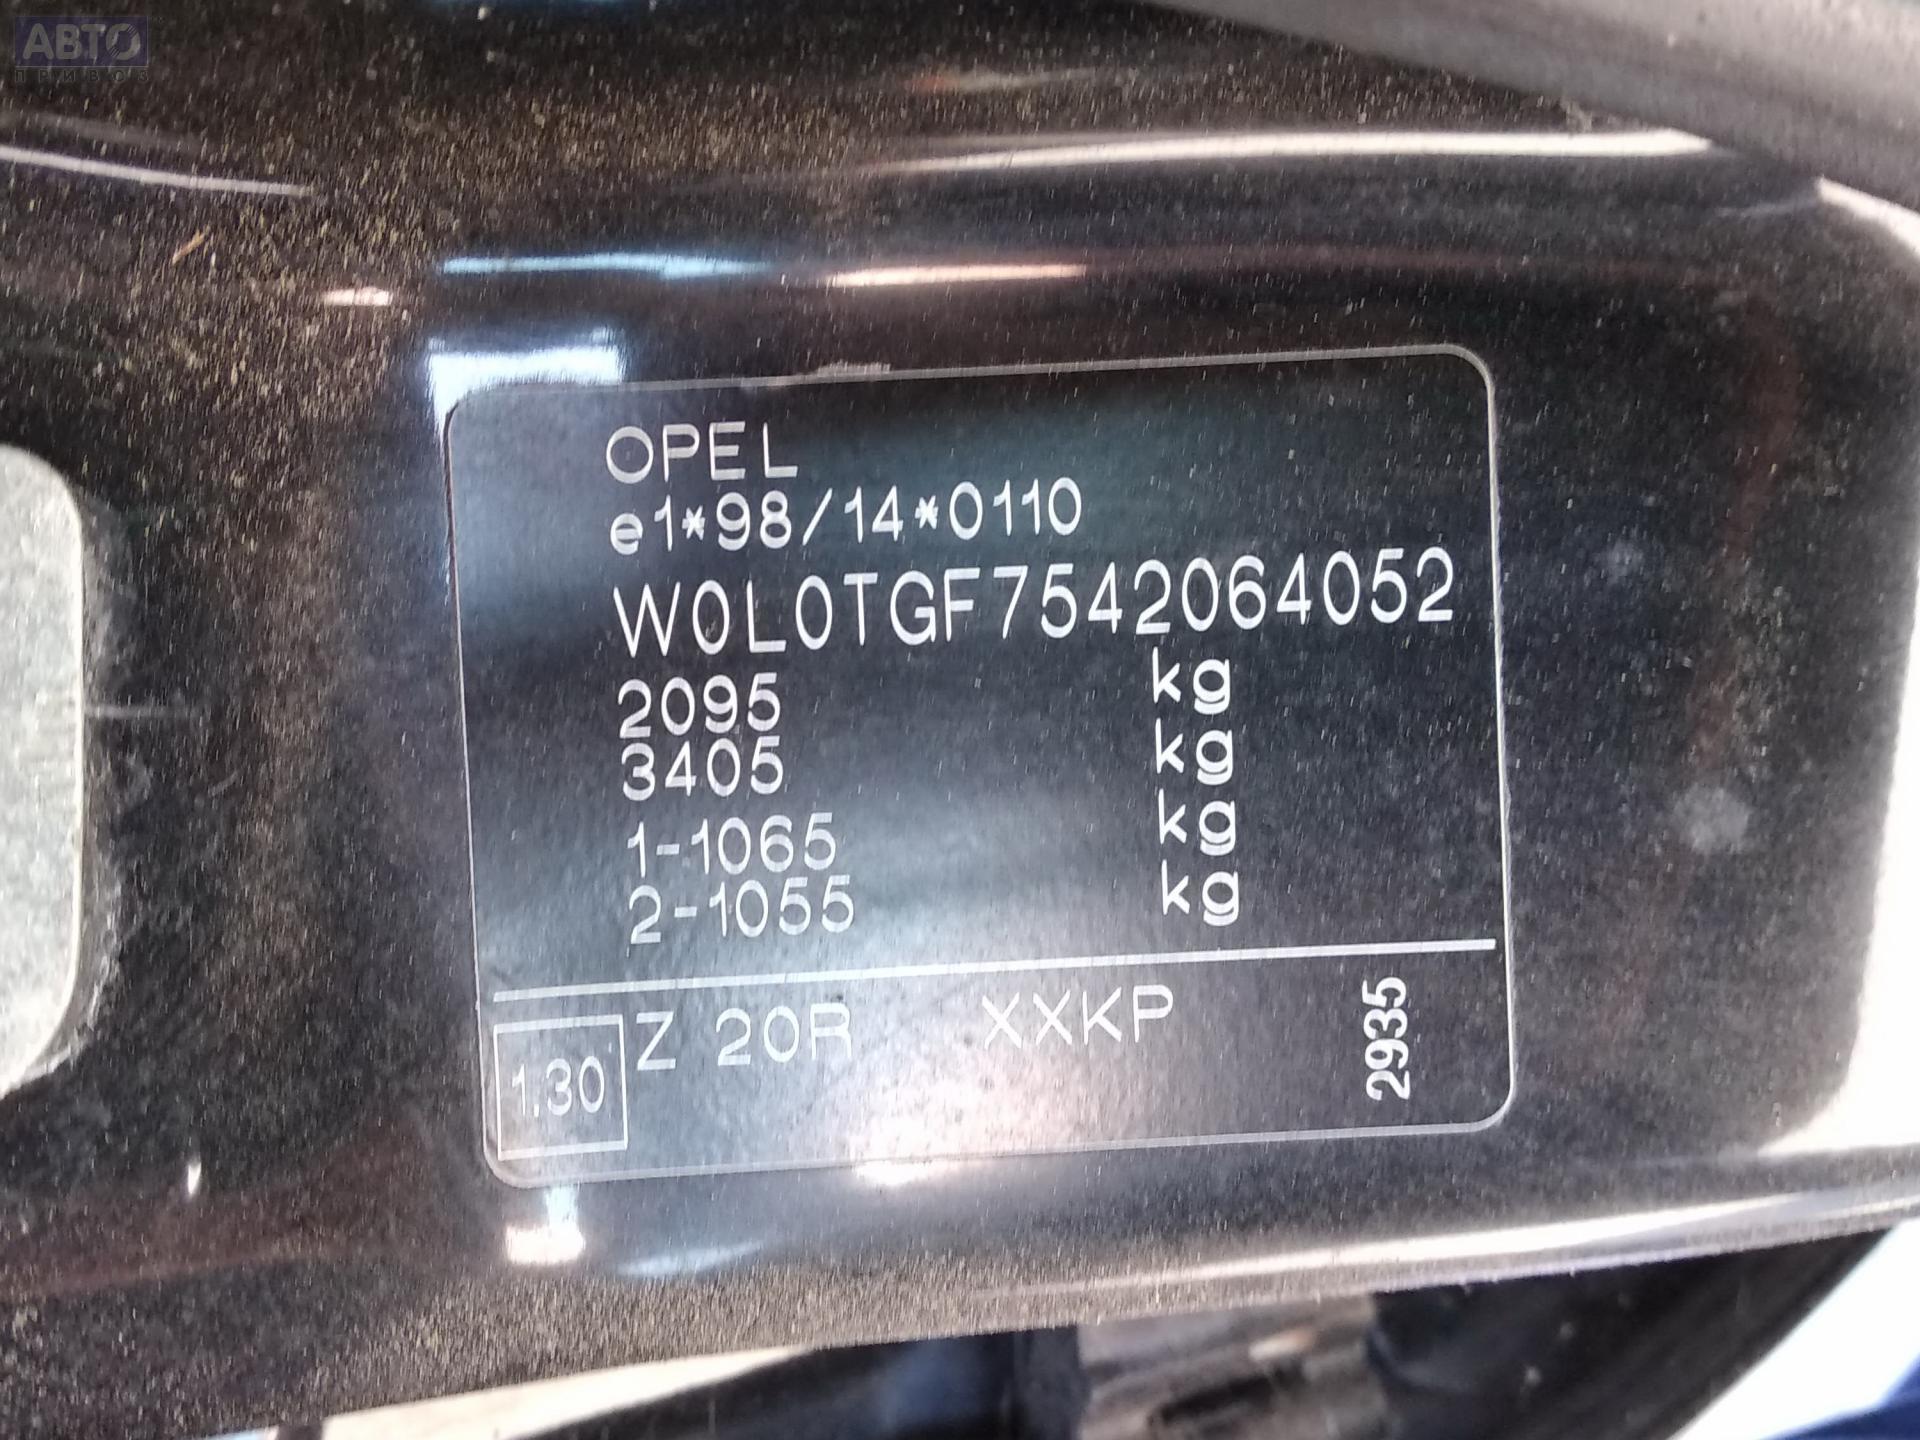 АВТО
ПРИВОЗ
OPEL
e1*98/14*0110
W0L0TGF7542064052
2095 kg
3405 kg
1-1065 kg
2-1055 kg
1.30 Z 20R XXKP 2935